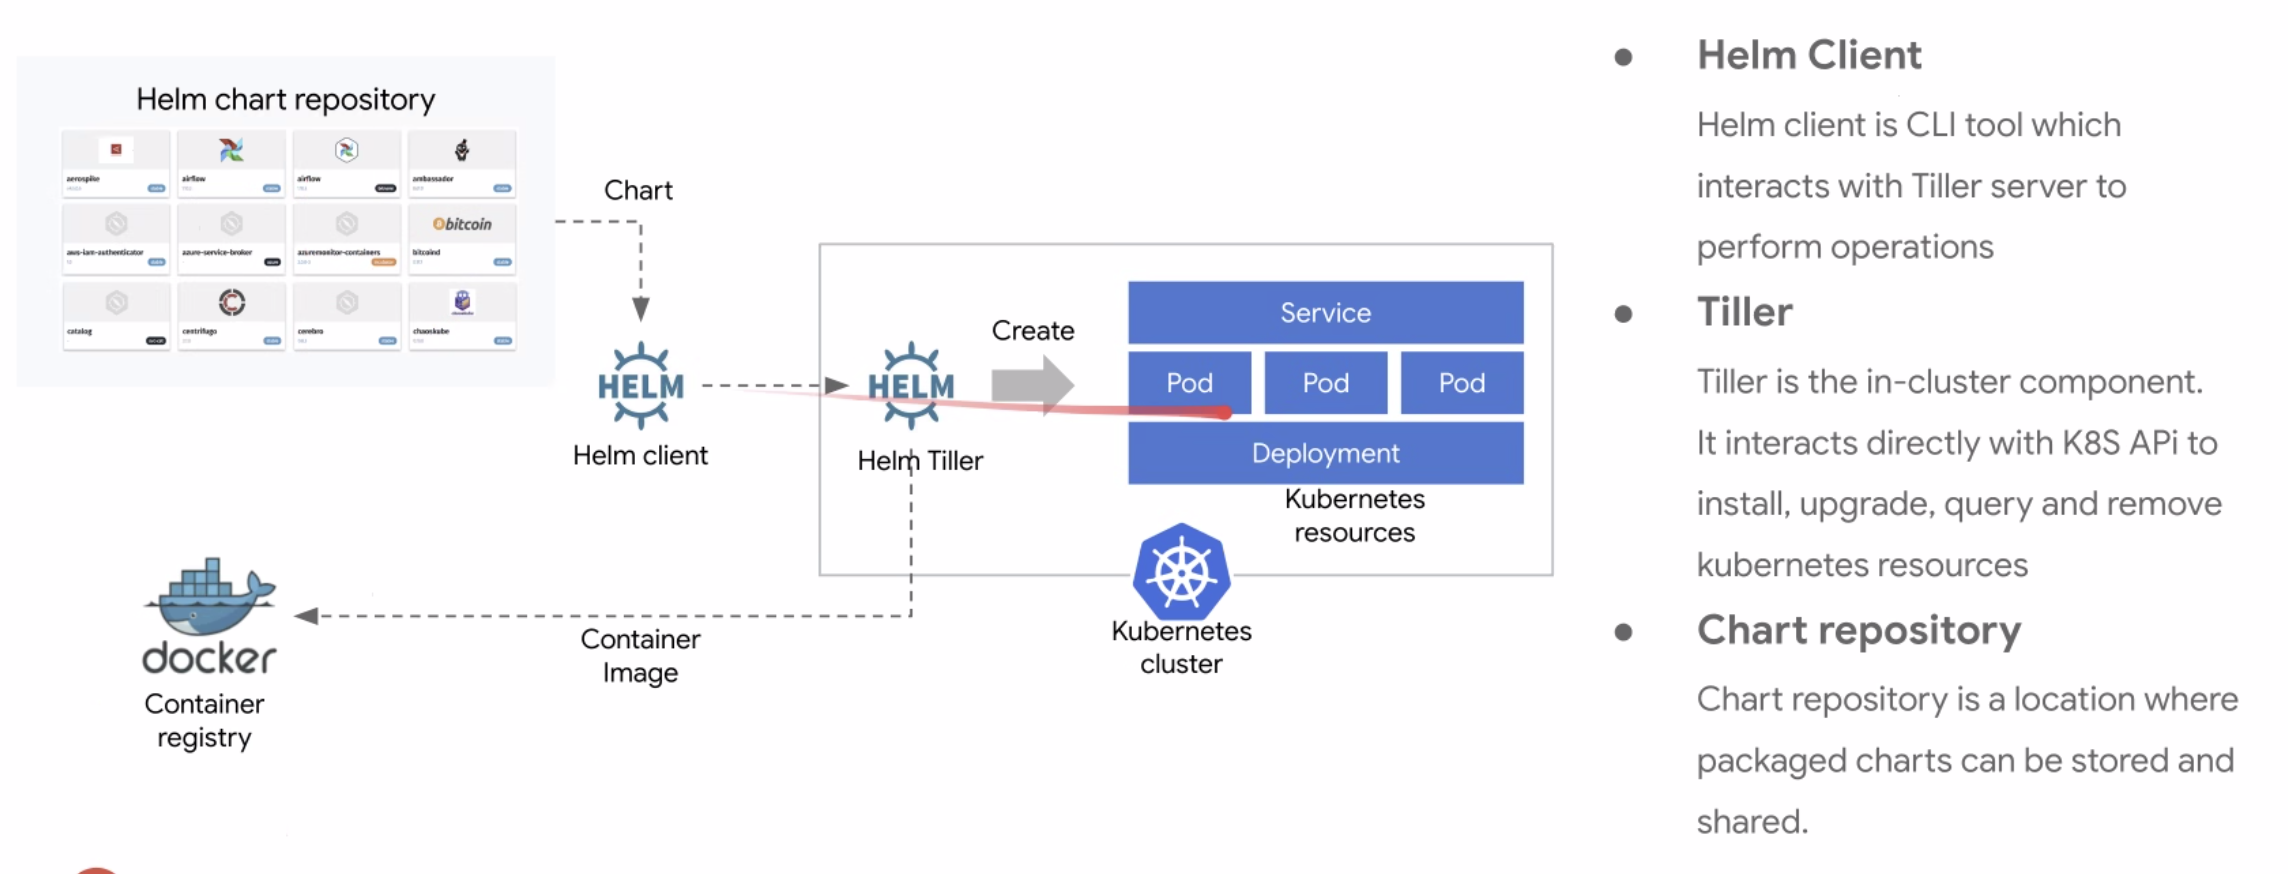 Helm chart repository
aerospike
airflow
airflow
ambassador
bitcoin
aws-iam-authenticator
azure-service-broker
azuremonitor-containers
bitcoind
catalog
centrifugo
cerebro
chaoskube
Chart
HELM
Helm client
HELM
Helm Tiller
Create
Service
Pod
Pod
Pod
Deployment
Kubernetes
resources
Kubernetes
cluster
docker
Container
registry
Container
Image
● Helm Client
Helm client is CLI tool which
interacts with Tiller server to
perform operations
● Tiller
Tiller is the in-cluster component.
It interacts directly with K8S APi to
install, upgrade, query and remove
kubernetes resources
● Chart repository
Chart repository is a location where
packaged charts can be stored and
shared.